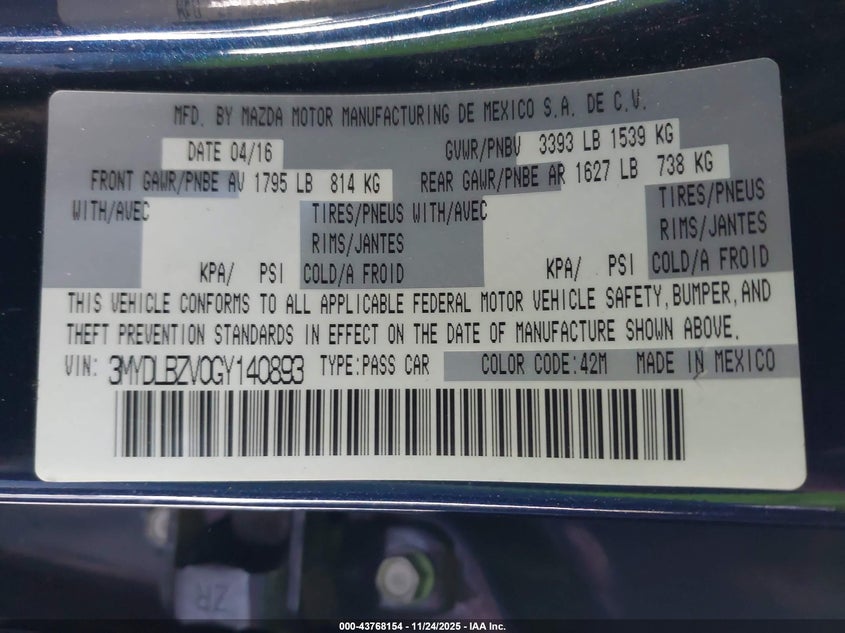 MFD. BY MAZDA MOTOR MANUFACTURING DE MEXICO S.A. DE C.V.
DATE 04/16 GVWR/PNBV 3393 LB 1539 KG
FRONT GAWR/PNBE AV 1795 LB 814 KG REAR GAWR/PNBE AR 1627 LB 738 KG
WITH/AVEC TIRES/PNEUS WITH/AVEC TIRES/PNEUS
RIMS/JANTES RIMS/JANTES
KPA/ PSI COLD/A FROID KPA/ PSI COLD/A FROID
THIS VEHICLE CONFORMS TO ALL APPLICABLE FEDERAL MOTOR VEHICLE SAFETY, BUMPER, AND
THEFT PREVENTION STANDARDS IN EFFECT ON THE DATE OF MANUFACTURE SHOWN ABOVE.
VIN: 3MYDLBZV0GY140893 TYPE:PASS CAR COLOR CODE:42M MADE IN MEXICO
ZR
000-43768154 - 11/24/2025 - IAA Inc.